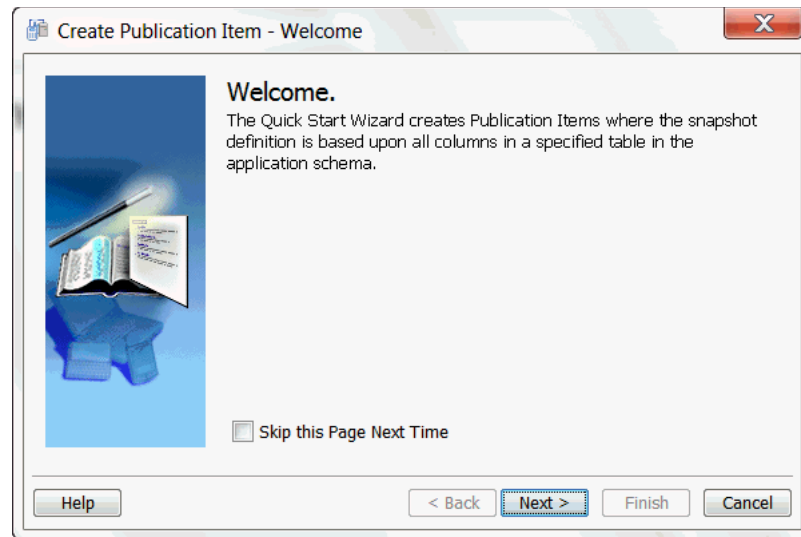 Create Publication Item - Welcome
X
Welcome.
The Quick Start Wizard creates Publication Items where the snapshot
definition is based upon all columns in a specified table in the
application schema.
Skip this Page Next Time
Help
< Back
Next >
Finish
Cancel